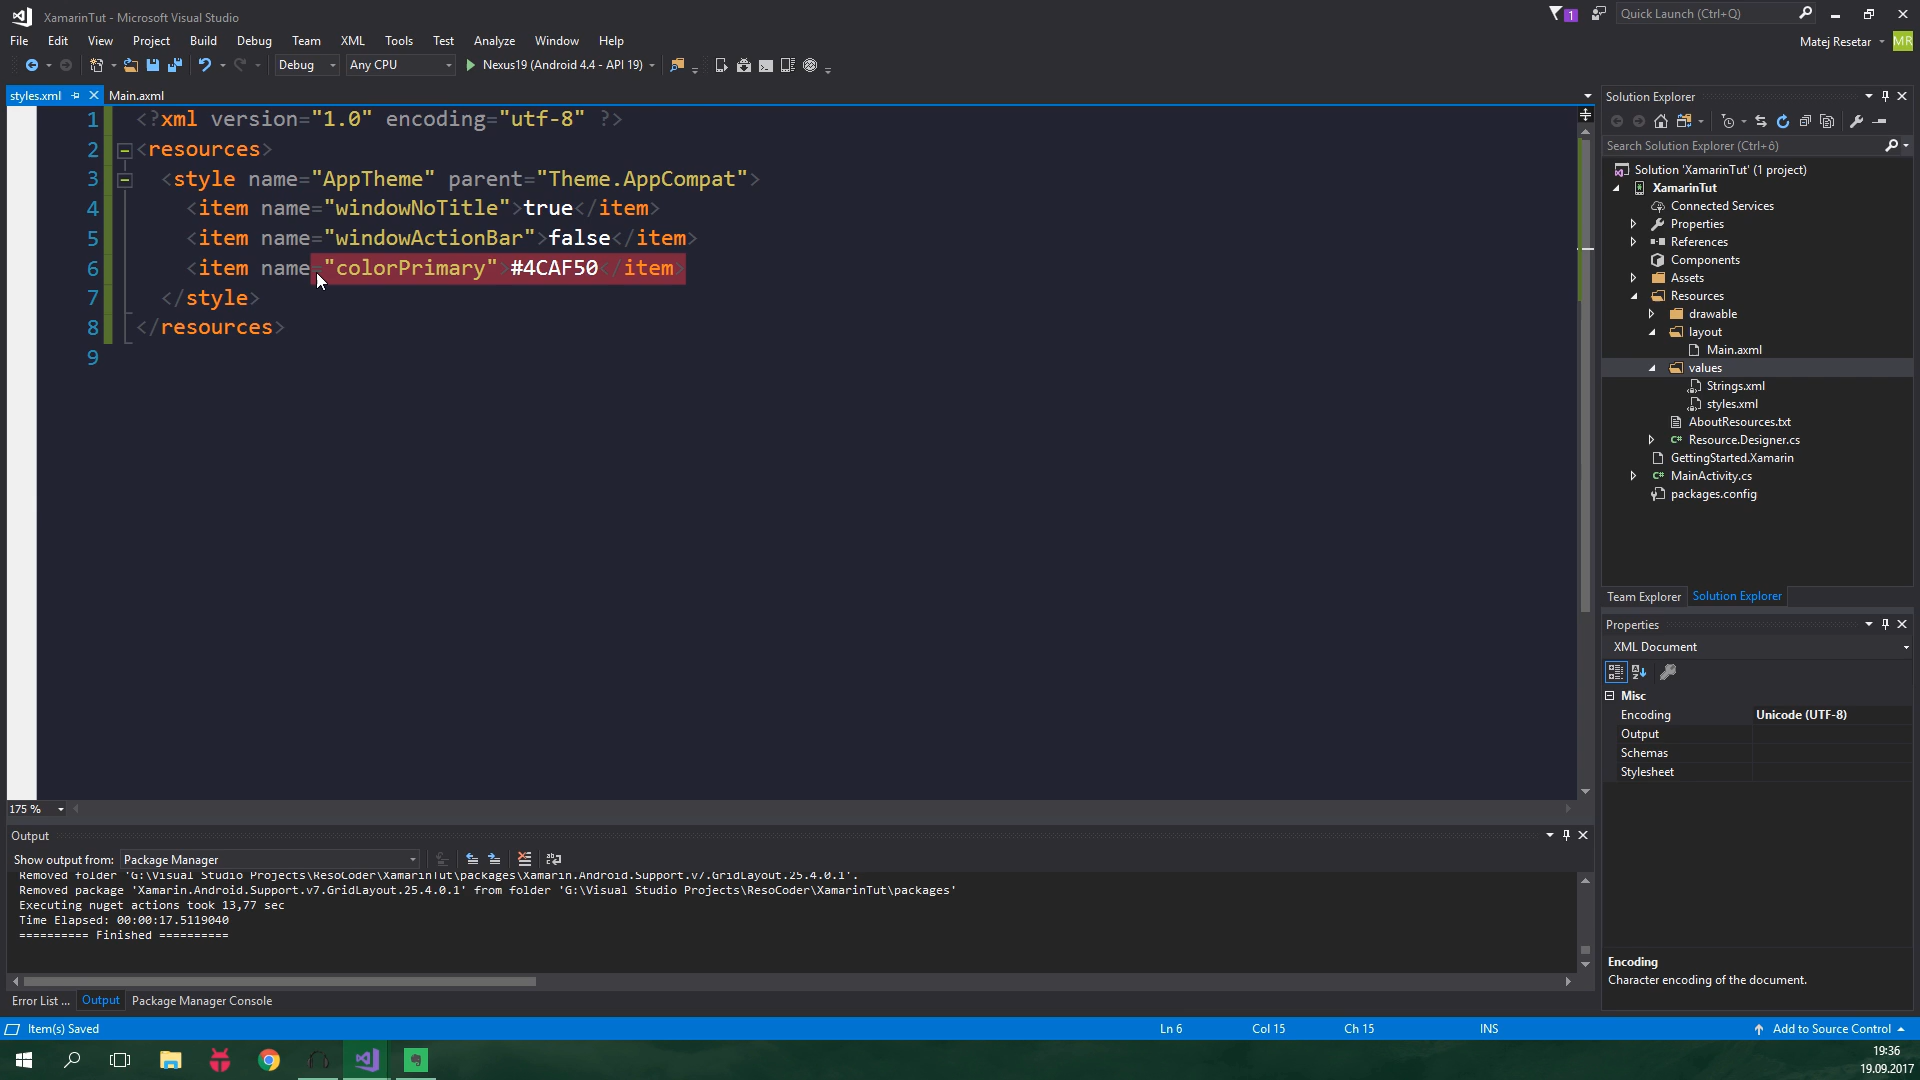 XamarinTut - Microsoft Visual Studio
1
Quick Launch (Ctrl+Q)
File Edit View Project Build Debug Team XML Tools Test Analyze Window Help
Matej Resetar MR
Debug Any CPU Nexus19 (Android 4.4 - API 19)
styles.xml Main.axml
1 <?xml version="1.0" encoding="utf-8" ?>
2 <resources>
3 <style name="AppTheme" parent="Theme.AppCompat">
4 <item name="windowNoTitle">true</item>
5 <item name="windowActionBar">false</item>
6 <item name="colorPrimary">#4CAF50</item>
7 </style>
8 </resources>
9
175 %
Output
Show output from: Package Manager
Removed folder 'G:\Visual Studio Projects\ResoCoder\XamarinTut\packages\Xamarin.Android.Support.v7.GridLayout.25.4.0.1'.
Removed package 'Xamarin.Android.Support.v7.GridLayout.25.4.0.1' from folder 'G:\Visual Studio Projects\ResoCoder\XamarinTut\packages'
Executing nuget actions took 13,77 sec
Time Elapsed: 00:00:17.5119040
========== Finished ==========
Error List ... Output Package Manager Console
Solution Explorer
Search Solution Explorer (Ctrl+ô)
Solution 'XamarinTut' (1 project)
XamarinTut
Connected Services
Properties
References
Components
Assets
Resources
drawable
layout
Main.axml
values
Strings.xml
styles.xml
AboutResources.txt
C# Resource.Designer.cs
GettingStarted.Xamarin
C# MainActivity.cs
packages.config
Team Explorer Solution Explorer
Properties
XML Document
Misc
Encoding Unicode (UTF-8)
Output
Schemas
Stylesheet
Encoding
Character encoding of the document.
Item(s) Saved Ln 6 Col 15 Ch 15 INS Add to Source Control
19:36
19.09.2017